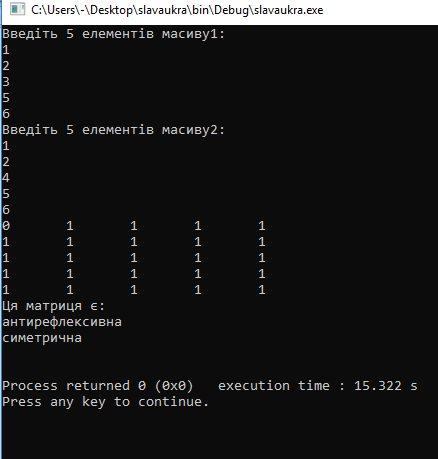 C:\Users\-\Desktop\slavaukra\bin\Debug\slavaukra.exe
Введіть 5 елементів масиву1:
1
2
3
5
6
Введіть 5 елементів масиву2:
1
2
4
5
6
0 1 1 1 1
1 1 1 1 1
1 1 1 1 1
1 1 1 1 1
1 1 1 1 1
Ця матриця є:
антирефлексивна
симетрична
Process returned 0 (0x0) execution time : 15.322 s
Press any key to continue.